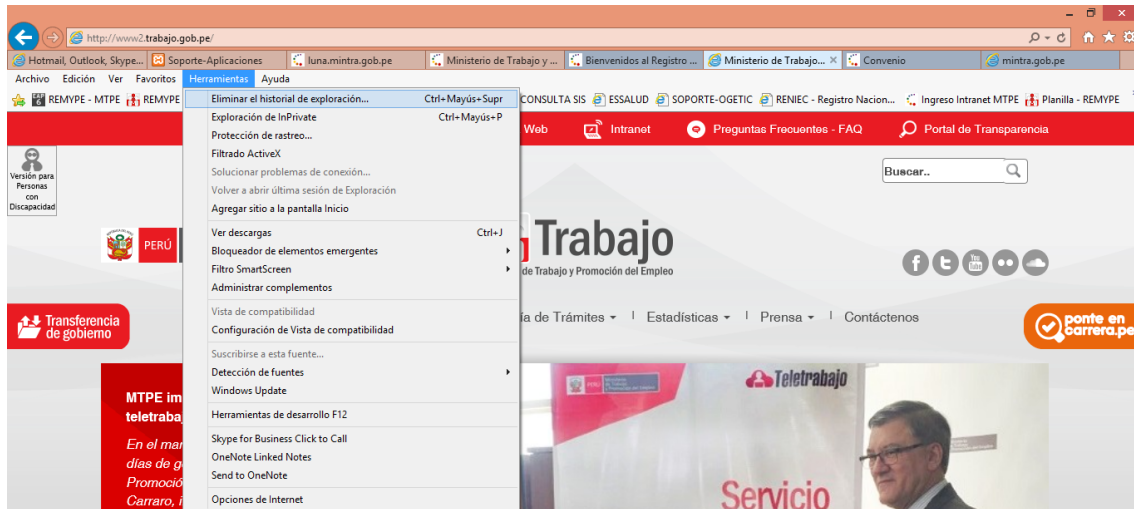 http://www2.trabajo.gob.pe/
Hotmail, Outlook, Skype... Soporte-Aplicaciones luna.mintra.gob.pe Ministerio de Trabajo y ... Bienvenidos al Registro ... Ministerio de Trabajo... Convenio mintra.gob.pe
Archivo Edición Ver Favoritos Herramientas Ayuda
REMYPE - MTPE REMYPE CONSULTA SIS ESSALUD SOPORTE-OGETIC RENIEC - Registro Nacion... Ingreso Intranet MTPE Planilla - REMYPE
Eliminar el historial de exploración... Ctrl+Mayús+Supr
Exploración de InPrivate Ctrl+Mayús+P
Protección de rastreo...
Filtrado ActiveX
Solucionar problemas de conexión...
Volver a abrir última sesión de Exploración
Agregar sitio a la pantalla Inicio
Ver descargas Ctrl+J
Bloqueador de elementos emergentes
Filtro SmartScreen
Administrar complementos
Vista de compatibilidad
Configuración de Vista de compatibilidad
Suscribirse a esta fuente...
Detección de fuentes
Windows Update
Herramientas de desarrollo F12
Skype for Business Click to Call
OneNote Linked Notes
Send to OneNote
Opciones de Internet
Web Intranet Preguntas Frecuentes - FAQ Portal de Transparencia
Versión para
Personas
con
Discapacidad
Buscar..
PERÚ
Trabajo
de Trabajo y Promoción del Empleo
You
Tube
Transferencia
de gobierno
ía de Trámites Estadísticas Prensa Contáctenos
ponte en
carrera.pe
MTPE im
teletraba
En el mar
días de g
Promoció
Carraro, i
PERÚ
Teletrabajo
Servicio